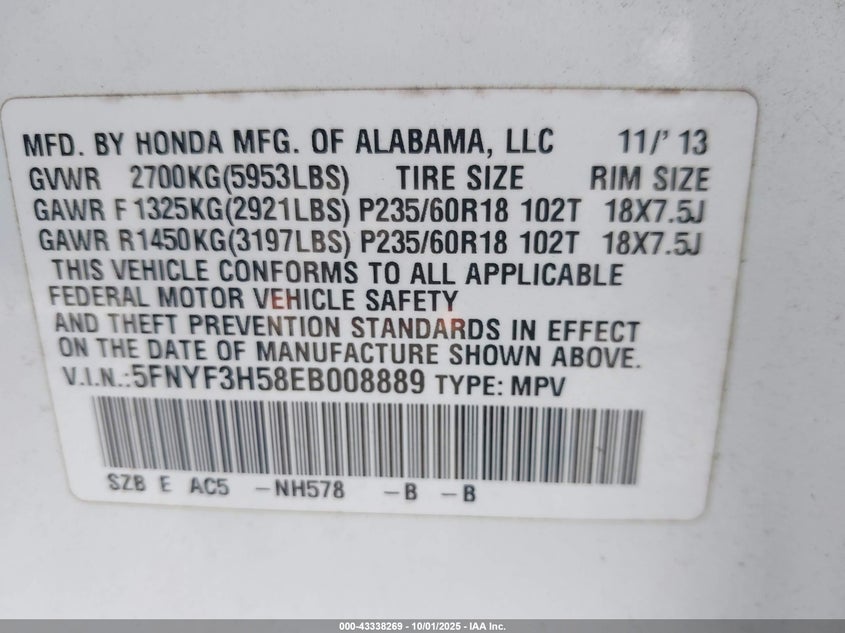 MFD. BY HONDA MFG. OF ALABAMA, LLC 11/' 13
GVWR 2700KG(5953LBS) TIRE SIZE RIM SIZE
GAWR F 1325KG(2921LBS) P235/60R18 102T 18X7.5J
GAWR R1450KG(3197LBS) P235/60R18 102T 18X7.5J
THIS VEHICLE CONFORMS TO ALL APPLICABLE
FEDERAL MOTOR VEHICLE SAFETY
AND THEFT PREVENTION STANDARDS IN EFFECT
ON THE DATE OF MANUFACTURE SHOWN ABOVE.
V.I.N.:5FNYF3H58EB008889 TYPE: MPV
SZB E AC5 -NH578 -B -B
000-43338269 - 10/01/2025 - IAA Inc.